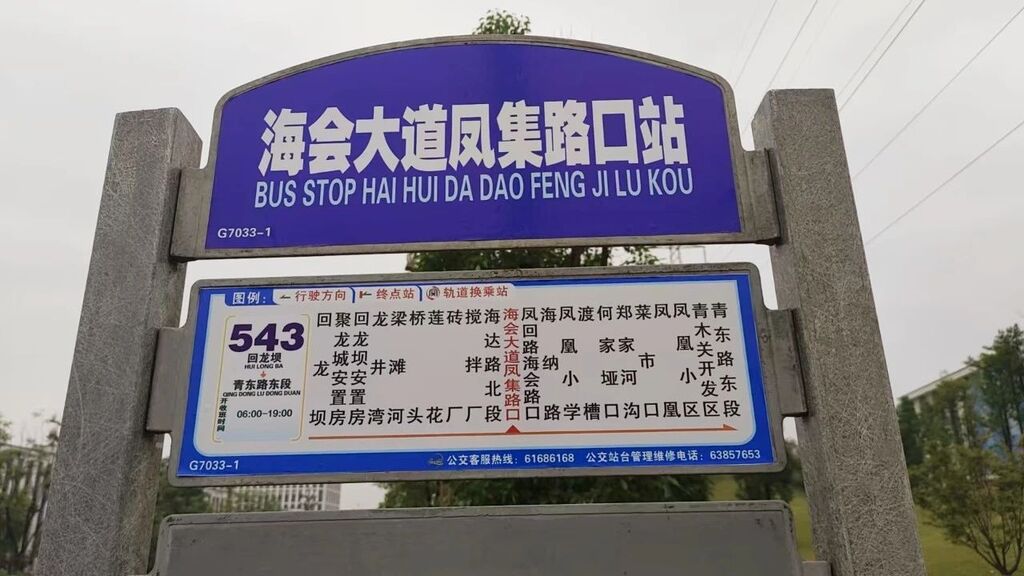 海会大道凤集路口站
BUS STOP HAI HUI DA DAO FENG JI LU KOU
G7033-1
图例: 行驶方向 终点站 轨道换乘站
543
回龙坝
HUI LONG BA
青东路东段
QING DONG LU DONG DUAN
开收班时间
06:00-19:00
回龙坝
聚龙城安置房
回龙坝安置房
龙井湾
梁滩河
桥头
莲花
砖厂
搅拌厂
海达路北段
海会大道凤集路口
凤回路海会路口
海纳路
凤凰小学
渡槽
何家垭口
郑家河沟
菜市口
凤凰
凤凰小区
青木关开发区
青东路东段
G7033-1
公交客服热线: 61686168 公交站台管理维修电话: 63857653